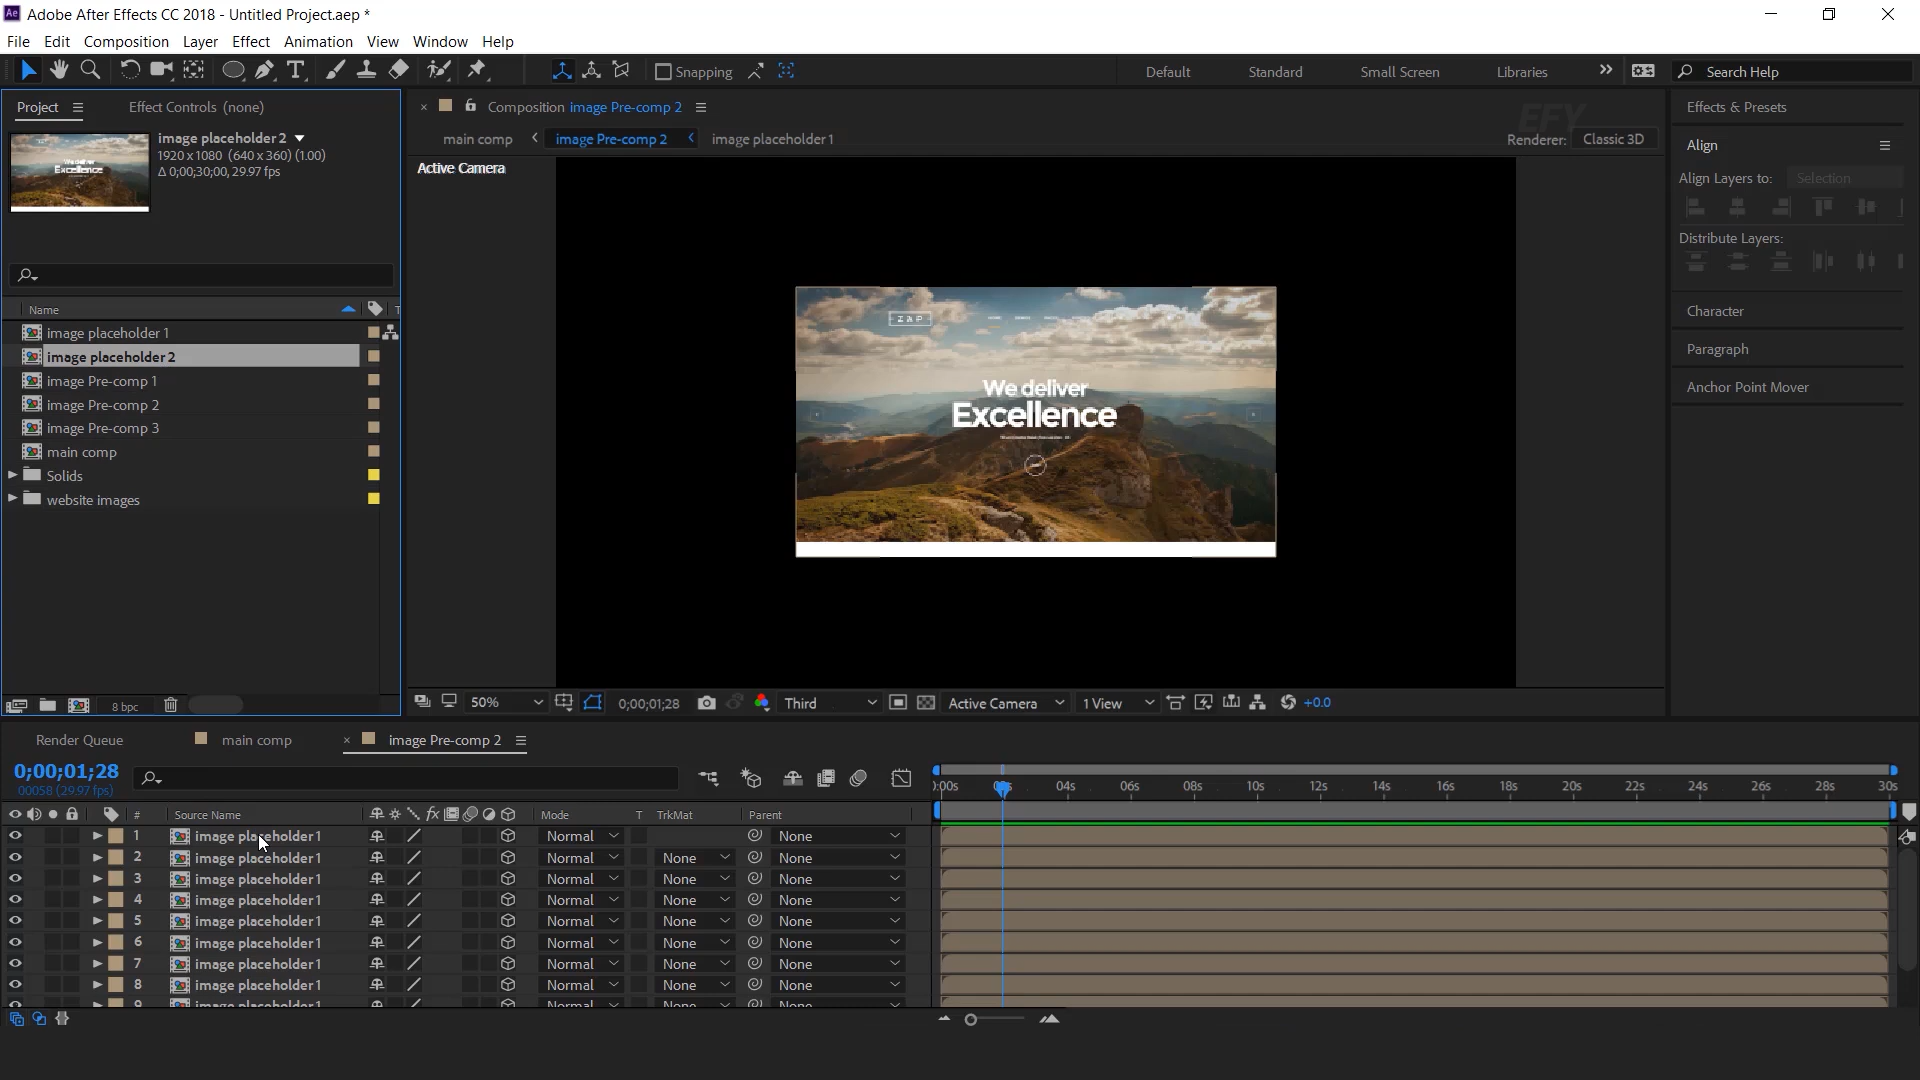 Ae Adobe After Effects CC 2018 - Untitled Project.aep *
File Edit Composition Layer Effect Animation View Window Help
Snapping Default Standard Small Screen Libraries Search Help
Project Effect Controls (none)
image placeholder 2
1920 x 1080 (640 x 360) (1.00)
Δ 0;00;30;00, 29.97 fps
Composition image Pre-comp 2
main comp image Pre-comp 2 image placeholder 1
EFY
Renderer: Classic 3D
Active Camera
ZAP
We deliver
Excellence
Name
image placeholder 1
image placeholder 2
image Pre-comp 1
image Pre-comp 2
image Pre-comp 3
main comp
Solids
website images
8 bpc
50% 0;00;01;28 Third Active Camera 1 View +0.0
Effects & Presets
Align
Align Layers to: Selection
Distribute Layers:
Character
Paragraph
Anchor Point Mover
Render Queue main comp image Pre-comp 2
0;00;01;28
00058 (29.97 fps)
# Source Name Mode T TrkMat Parent
1 image placeholder 1 Normal None
2 image placeholder 1 Normal None None
3 image placeholder 1 Normal None None
4 image placeholder 1 Normal None None
5 image placeholder 1 Normal None None
6 image placeholder 1 Normal None None
7 image placeholder 1 Normal None None
8 image placeholder 1 Normal None None
9 image placeholder 1 Normal None None
):00s 04s 06s 08s 10s 12s 14s 16s 18s 20s 22s 24s 26s 28s 30s